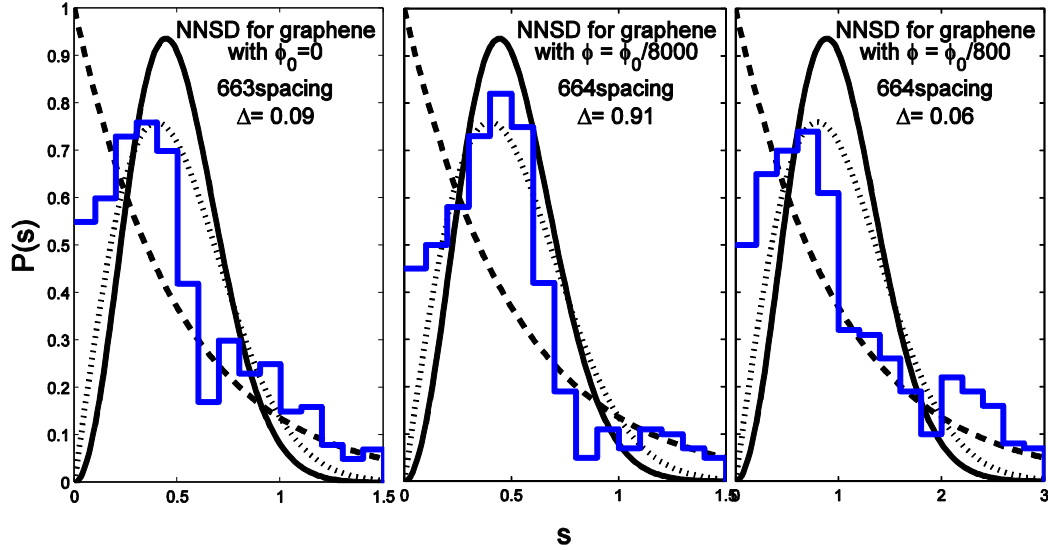 NNSD for graphene
with ϕ0=0
663spacing
Δ= 0.09
NNSD for graphene
with ϕ = ϕ0/8000
664spacing
Δ= 0.91
NNSD for graphene
with ϕ = ϕ0/800
664spacing
Δ= 0.06
P(s)
1
0.9
0.8
0.7
0.6
0.5
0.4
0.3
0.2
0.1
0
0 0.5 1 1.5
0 0.5 1 1.5
0 1 2 3
s